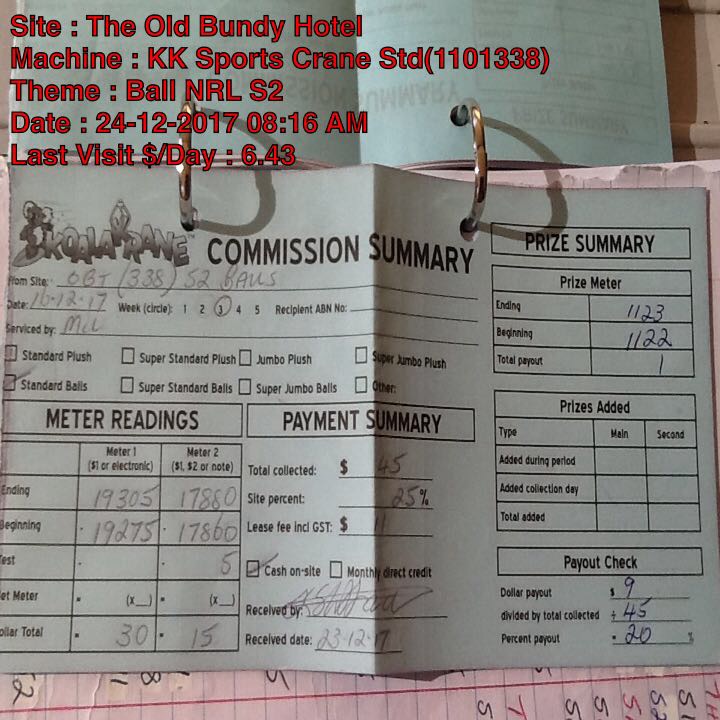 Site : The Old Bundy Hotel
Machine : KK Sports Crane Std(1101338)
Theme : Ball NRL S2
Date : 24-12-2017 08:16 AM
Last Visit $/Day : 6.43
KOALA KRANE™ COMMISSION SUMMARY
From Site: OBT (338) S2 BALLS
Date: 16-12-17 Week (circle): 1 2 3 4 5 Recipient ABN No:
Serviced by:
Standard Plush Super Standard Plush Jumbo Plush Super Jumbo Plush
Standard Balls Super Standard Balls Super Jumbo Balls Other:
METER READINGS
Meter 1 ($1 or electronic) Meter 2 ($1, $2 or note)
Ending 19305 17880
Beginning 19275 17860
Test 5
Net Meter (x__) (x__)
Dollar Total 30 15
PAYMENT SUMMARY
Total collected: $ 45
Site percent: 25%
Lease fee incl GST: $ 11
Cash on-site Monthly direct credit
Received by:
Received date: 23-12-17
PRIZE SUMMARY
Prize Meter
Ending 1123
Beginning 1122
Total payout 1
Prizes Added
Type Main Second
Added during period
Added collection day
Total added
Payout Check
Dollar payout $ 9
divided by total collected ÷ 45
Percent payout = 20 %